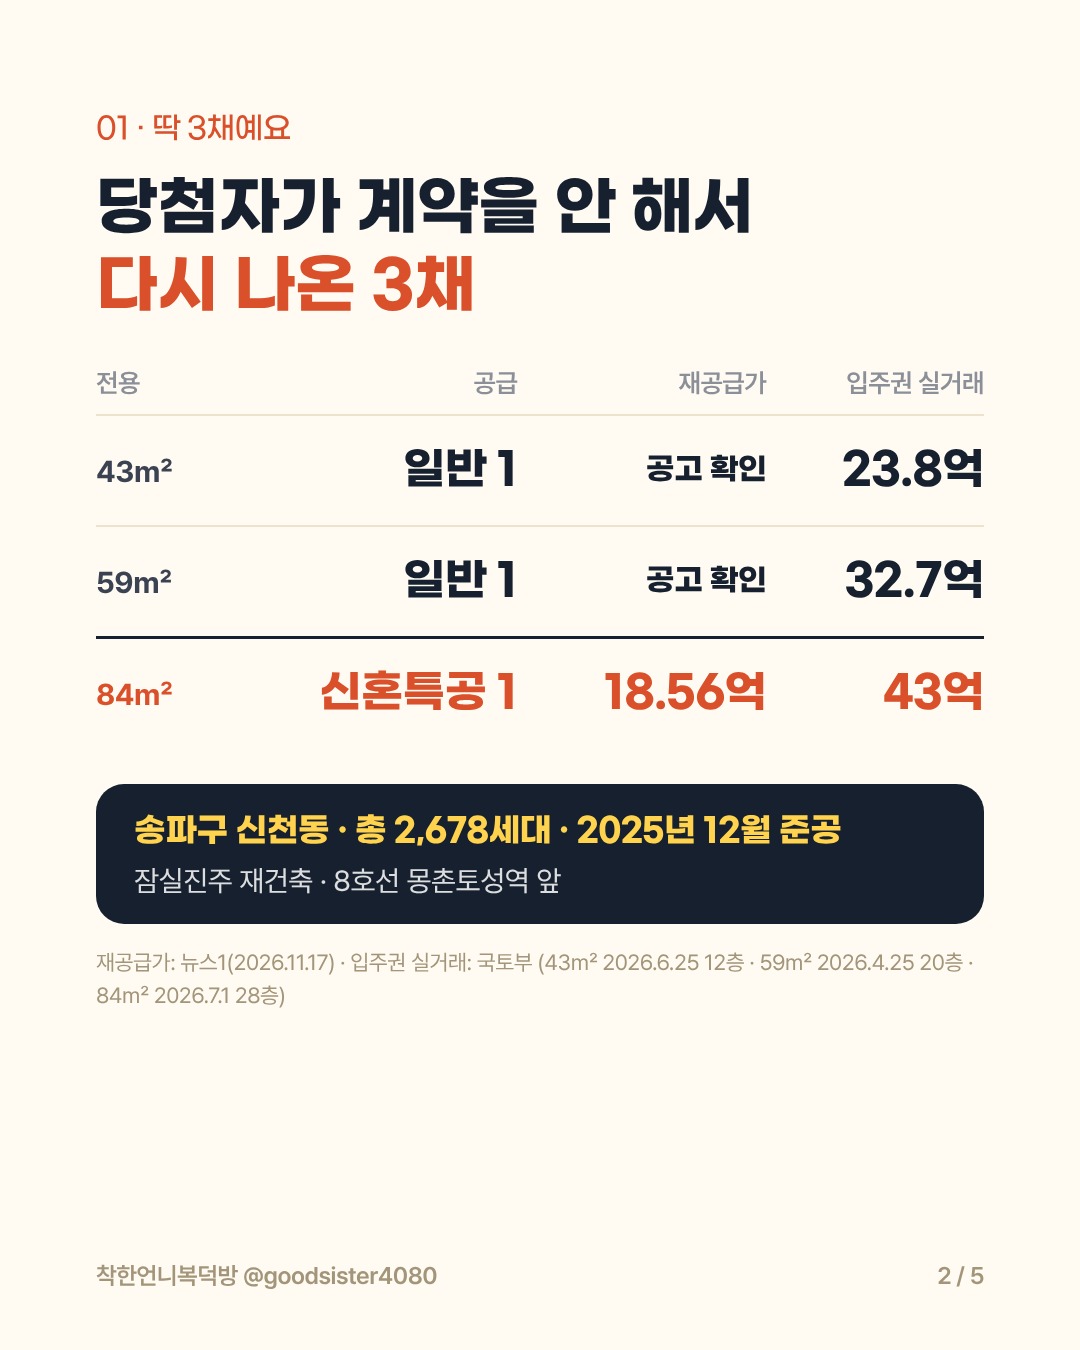 01 · 딱 3채예요
당첨자가 계약을 안 해서
다시 나온 3채
전용 공급 재공급가 입주권 실거래
43m² 일반 1 공고 확인 23.8억
59m² 일반 1 공고 확인 32.7억
84m² 신혼특공 1 18.56억 43억
송파구 신천동 · 총 2,678세대 · 2025년 12월 준공
잠실진주 재건축 · 8호선 몽촌토성역 앞
재공급가: 뉴스1(2026.11.17) · 입주권 실거래: 국토부 (43m² 2026.6.25 12층 · 59m² 2026.4.25 20층 ·
84m² 2026.7.1 28층)
착한언니복덕방 @goodsister4080 2 / 5